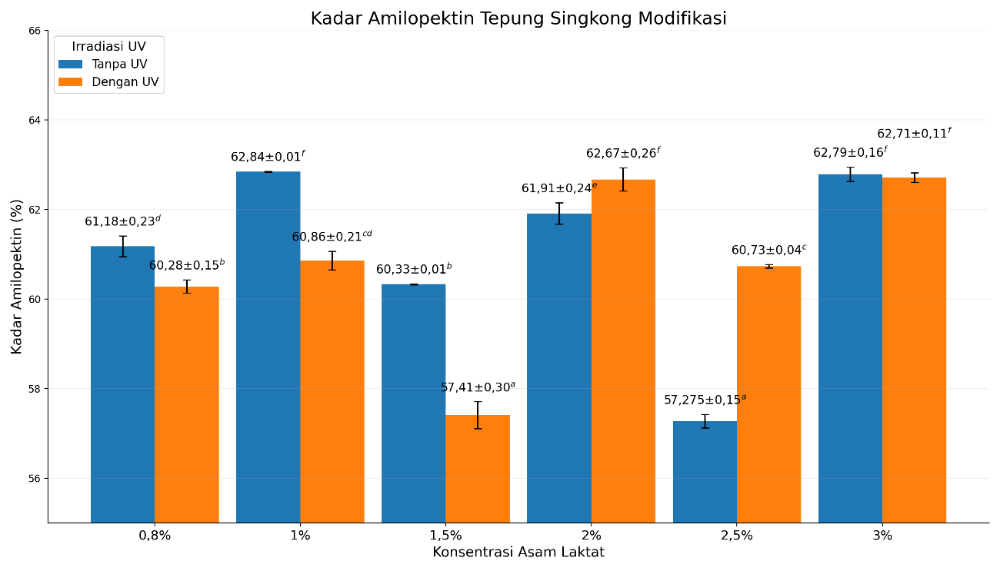 Kadar Amilopektin Tepung Singkong Modifikasi
66
Irradiasi UV
Tanpa UV
Dengan UV
64
62
60
58
56
Kadar Amilopektin (%)
61,18±0,23d
60,28±0,15b
62,84±0,01f
60,86±0,21cd
60,33±0,01b
57,41±0,30a
61,91±0,24e
62,67±0,26f
57,275±0,15a
60,73±0,04c
62,79±0,16f
62,71±0,11f
0,8%
1%
1,5%
2%
2,5%
3%
Konsentrasi Asam Laktat